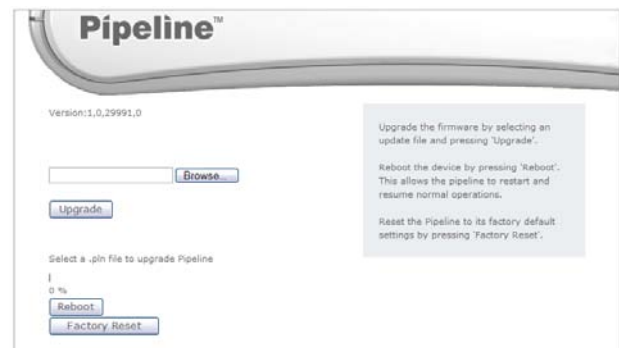 Pipeline™
Version:1,0,29991,0
Browse...
Upgrade
Select a .pln file to upgrade Pipeline
0 %
Reboot
Factory Reset
Upgrade the firmware by selecting an
update file and pressing 'Upgrade'.
Reboot the device by pressing 'Reboot'.
This allows the pipeline to restart and
resume normal operations.
Reset the Pipeline to its factory default
settings by pressing 'Factory Reset'.